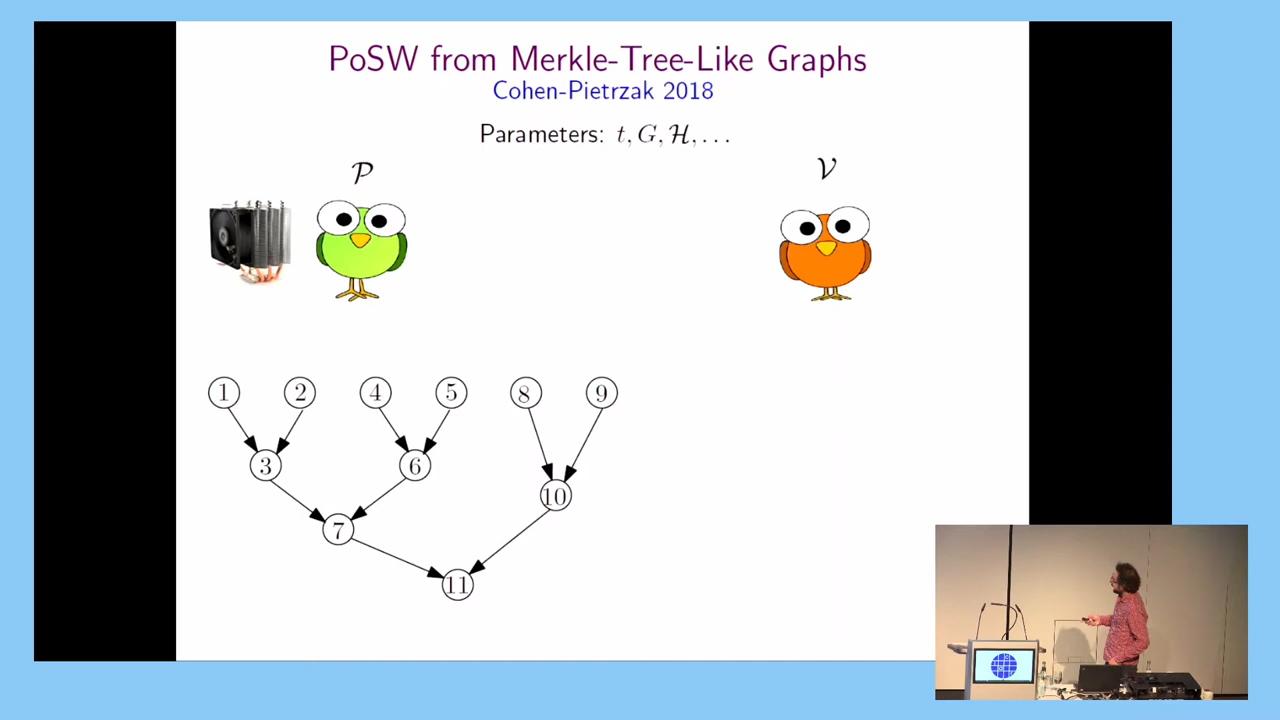 PoSW from Merkle-Tree-Like Graphs
Cohen-Pietrzak 2018
Parameters: t, G, H, . . .
P
V
1 2 4 5 8 9
3 6
10
7
11